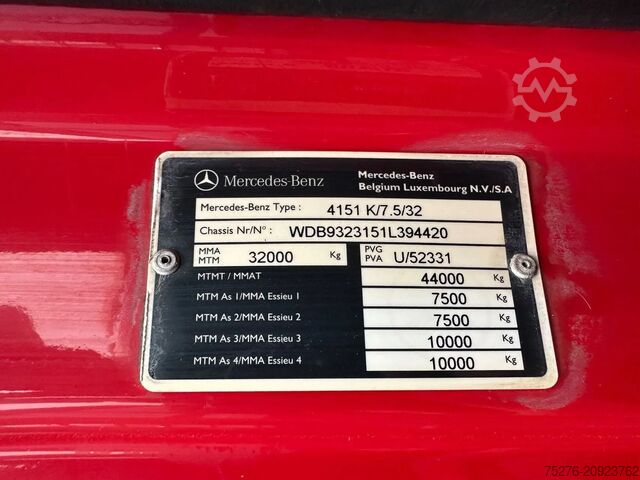 Mercedes-Benz
Mercedes-Benz
Belgium Luxembourg N.V./S.A
Mercedes-Benz Type : 4151 K/7.5/32
Chassis Nr/N° : WDB9323151L394420
MMA
MTM 32000 Kg
PVG
PVA U/52331
MTMT / MMAT 44000 Kg
MTM As 1/MMA Essieu 1 7500 Kg
MTM As 2/MMA Essieu 2 7500 Kg
MTM As 3/MMA Essieu 3 10000 Kg
MTM As 4/MMA Essieu 4 10000 Kg
75276-20923762